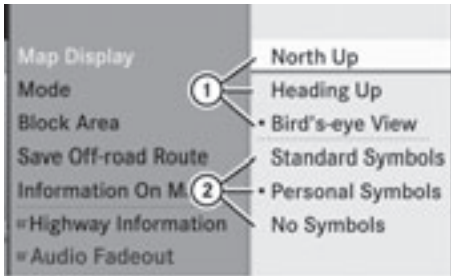 Map Display
Mode
Block Area
Save Off-road Route
Information On M
Highway Information
Audio Fadeout
1
2
North Up
Heading Up
• Bird's-eye View
Standard Symbols
• Personal Symbols
No Symbols